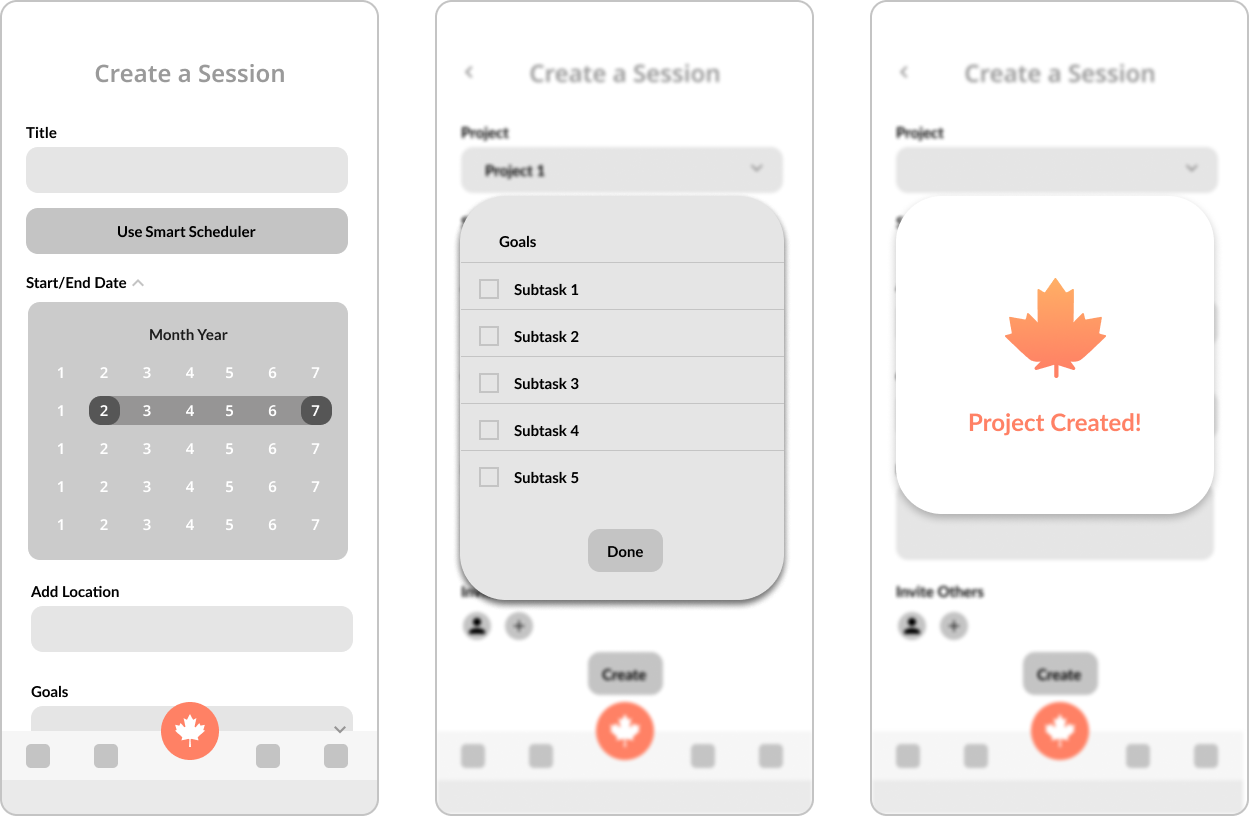 Create a Session
Title
Use Smart Scheduler
Start/End Date
Month Year
1 2 3 4 5 6 7
1 2 3 4 5 6 7
1 2 3 4 5 6 7
1 2 3 4 5 6 7
1 2 3 4 5 6 7
Add Location
Goals
Create a Session
Project
Project 1
Goals
Subtask 1
Subtask 2
Subtask 3
Subtask 4
Subtask 5
Done
Create
Create a Session
Project
Project Created!
Invite Others
Create